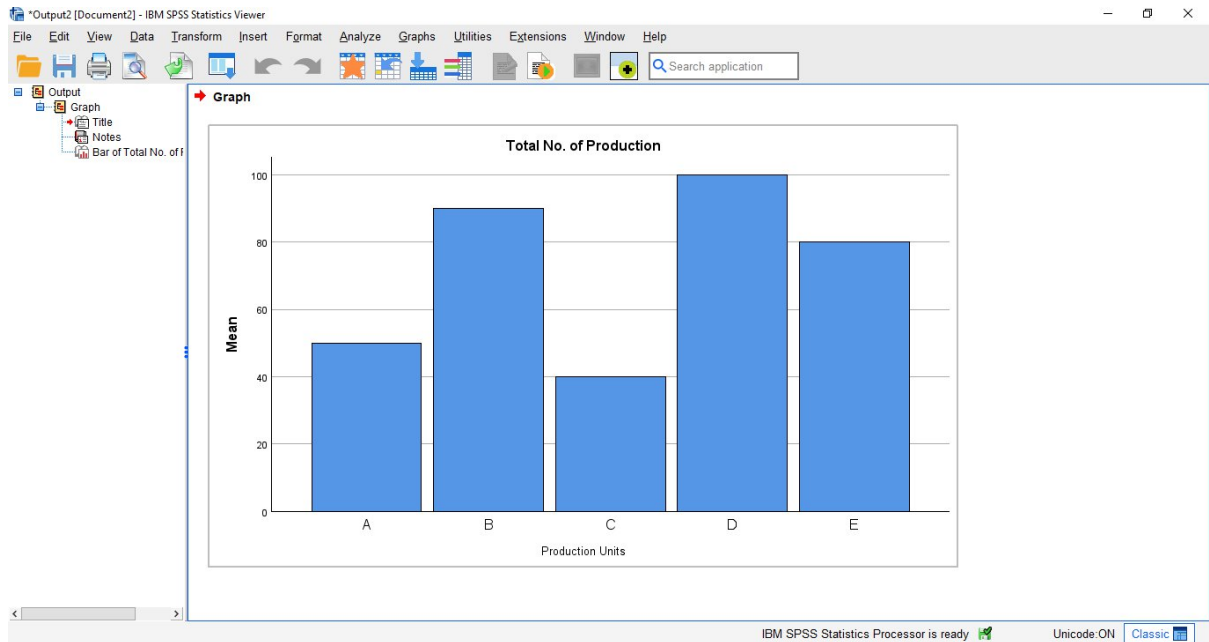 *Output2 [Document2] - IBM SPSS Statistics Viewer
File Edit View Data Transform Insert Format Analyze Graphs Utilities Extensions Window Help
Search application
Output
Graph
Title
Notes
Bar of Total No. of
Graph
Total No. of Production
100
80
60
40
20
0
Mean
A B C D E
Production Units
IBM SPSS Statistics Processor is ready Unicode:ON Classic